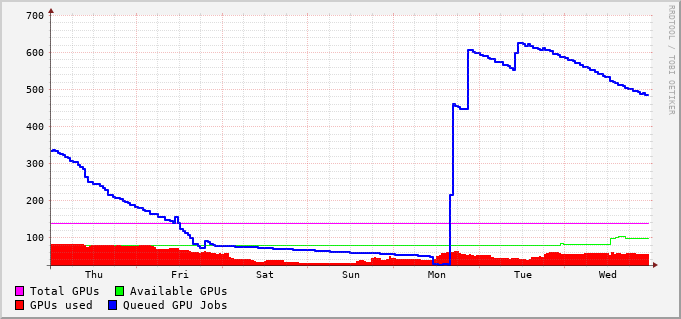 700
600
500
400
300
200
100
Thu Fri Sat Sun Mon Tue Wed
Total GPUs Available GPUs
GPUs used Queued GPU Jobs
RRDTOOL / TOBI OETIKER